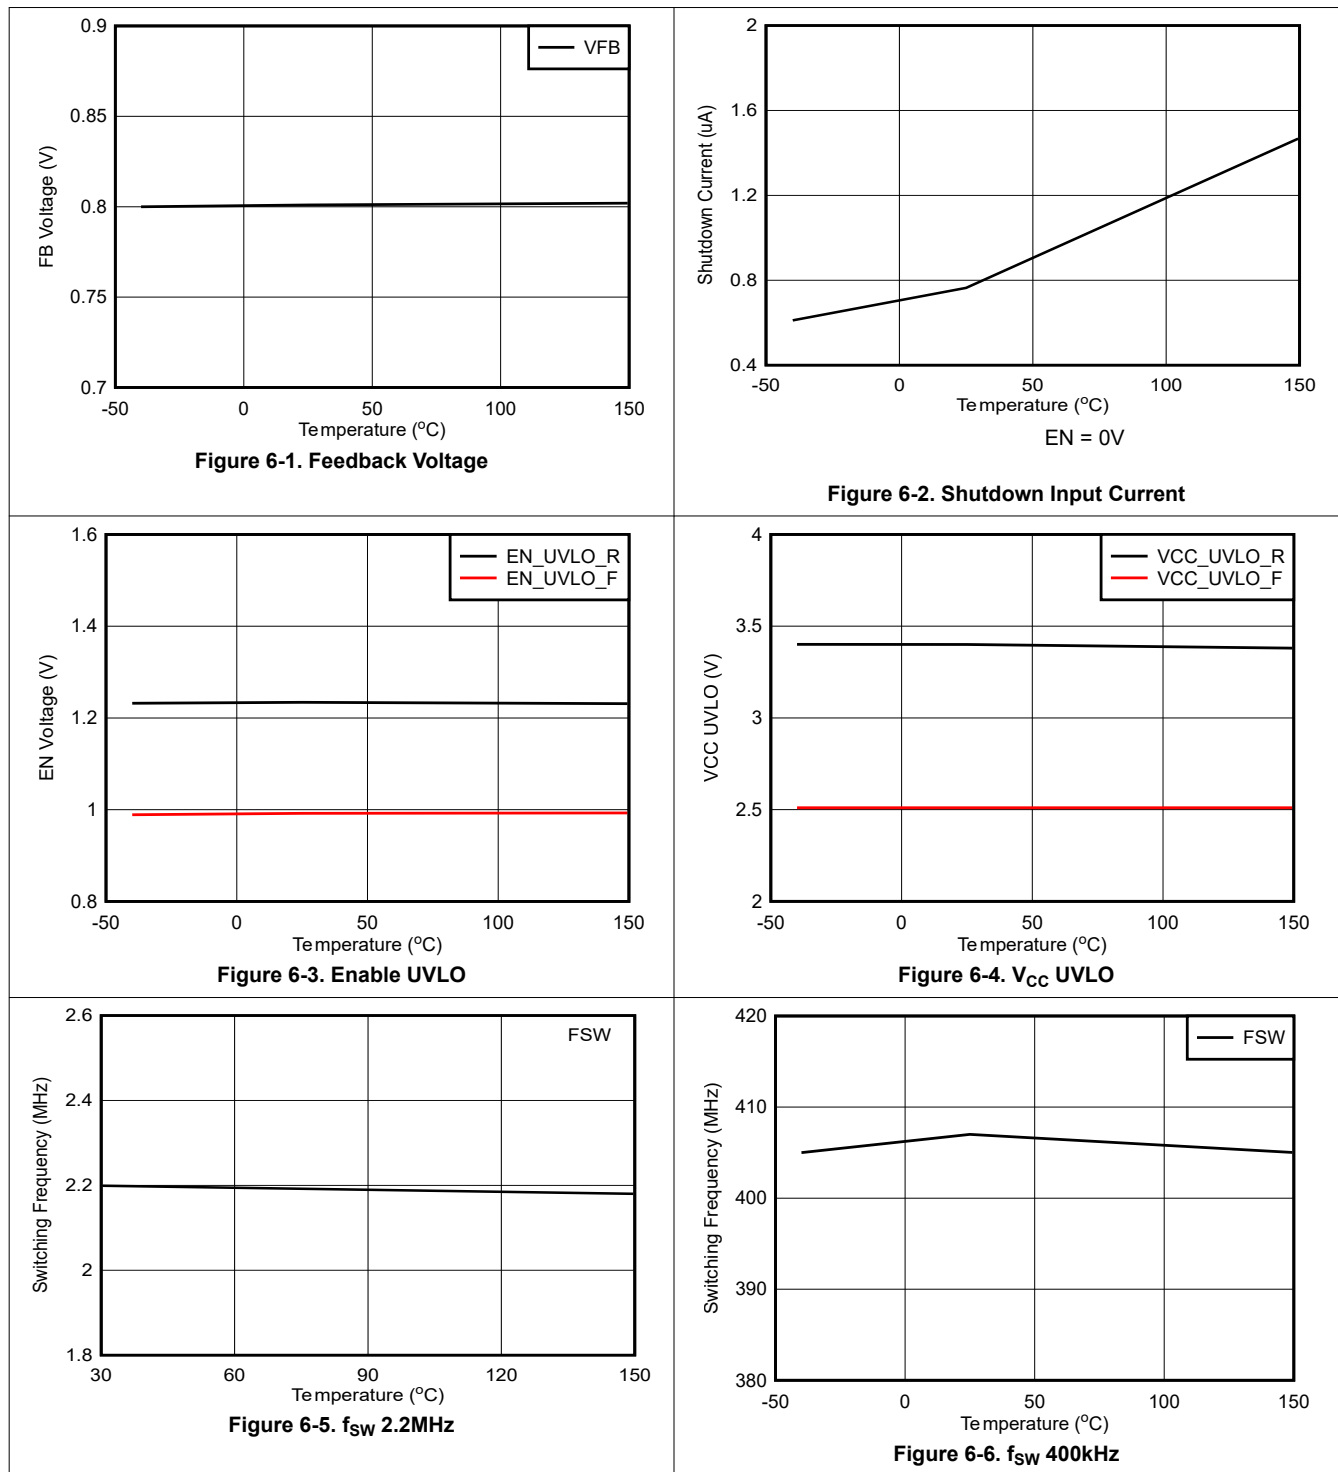 0.9
0.85
0.8
0.75
0.7
FB Voltage (V)
VFB
-50 0 50 100 150
Temperature (°C)
Figure 6-1. Feedback Voltage
2
1.6
1.2
0.8
0.4
Shutdown Current (uA)
-50 0 50 100 150
Temperature (°C)
EN = 0V
Figure 6-2. Shutdown Input Current
1.6
1.4
1.2
1
0.8
EN Voltage (V)
EN_UVLO_R
EN_UVLO_F
-50 0 50 100 150
Temperature (°C)
Figure 6-3. Enable UVLO
4
3.5
3
2.5
2
VCC UVLO (V)
VCC_UVLO_R
VCC_UVLO_F
-50 0 50 100 150
Temperature (°C)
Figure 6-4. VCC UVLO
2.6
2.4
2.2
2
1.8
Switching Frequency (MHz)
FSW
30 60 90 120 150
Temperature (°C)
Figure 6-5. fSW 2.2MHz
420
410
400
390
380
Switching Frequency (MHz)
FSW
-50 0 50 100 150
Temperature (°C)
Figure 6-6. fSW 400kHz